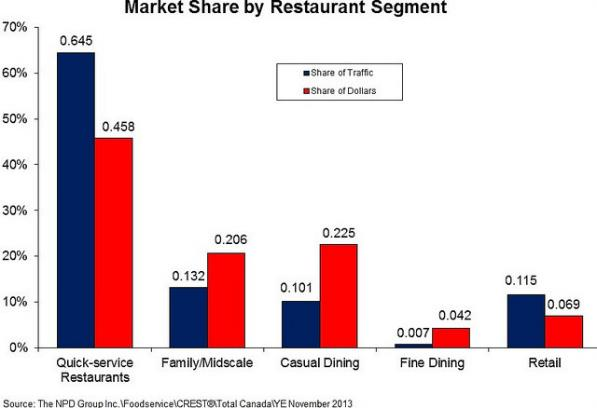 Market Share by Restaurant Segment
70%
60%
50%
40%
30%
20%
10%
0%
0.645
0.458
0.132
0.206
0.101
0.225
0.007
0.042
0.115
0.069
Share of Traffic
Share of Dollars
Quick-service
Restaurants
Family/Midscale
Casual Dining
Fine Dining
Retail
Source: The NPD Group Inc.\Foodservice\CREST®\Total Canada\YE November 2013